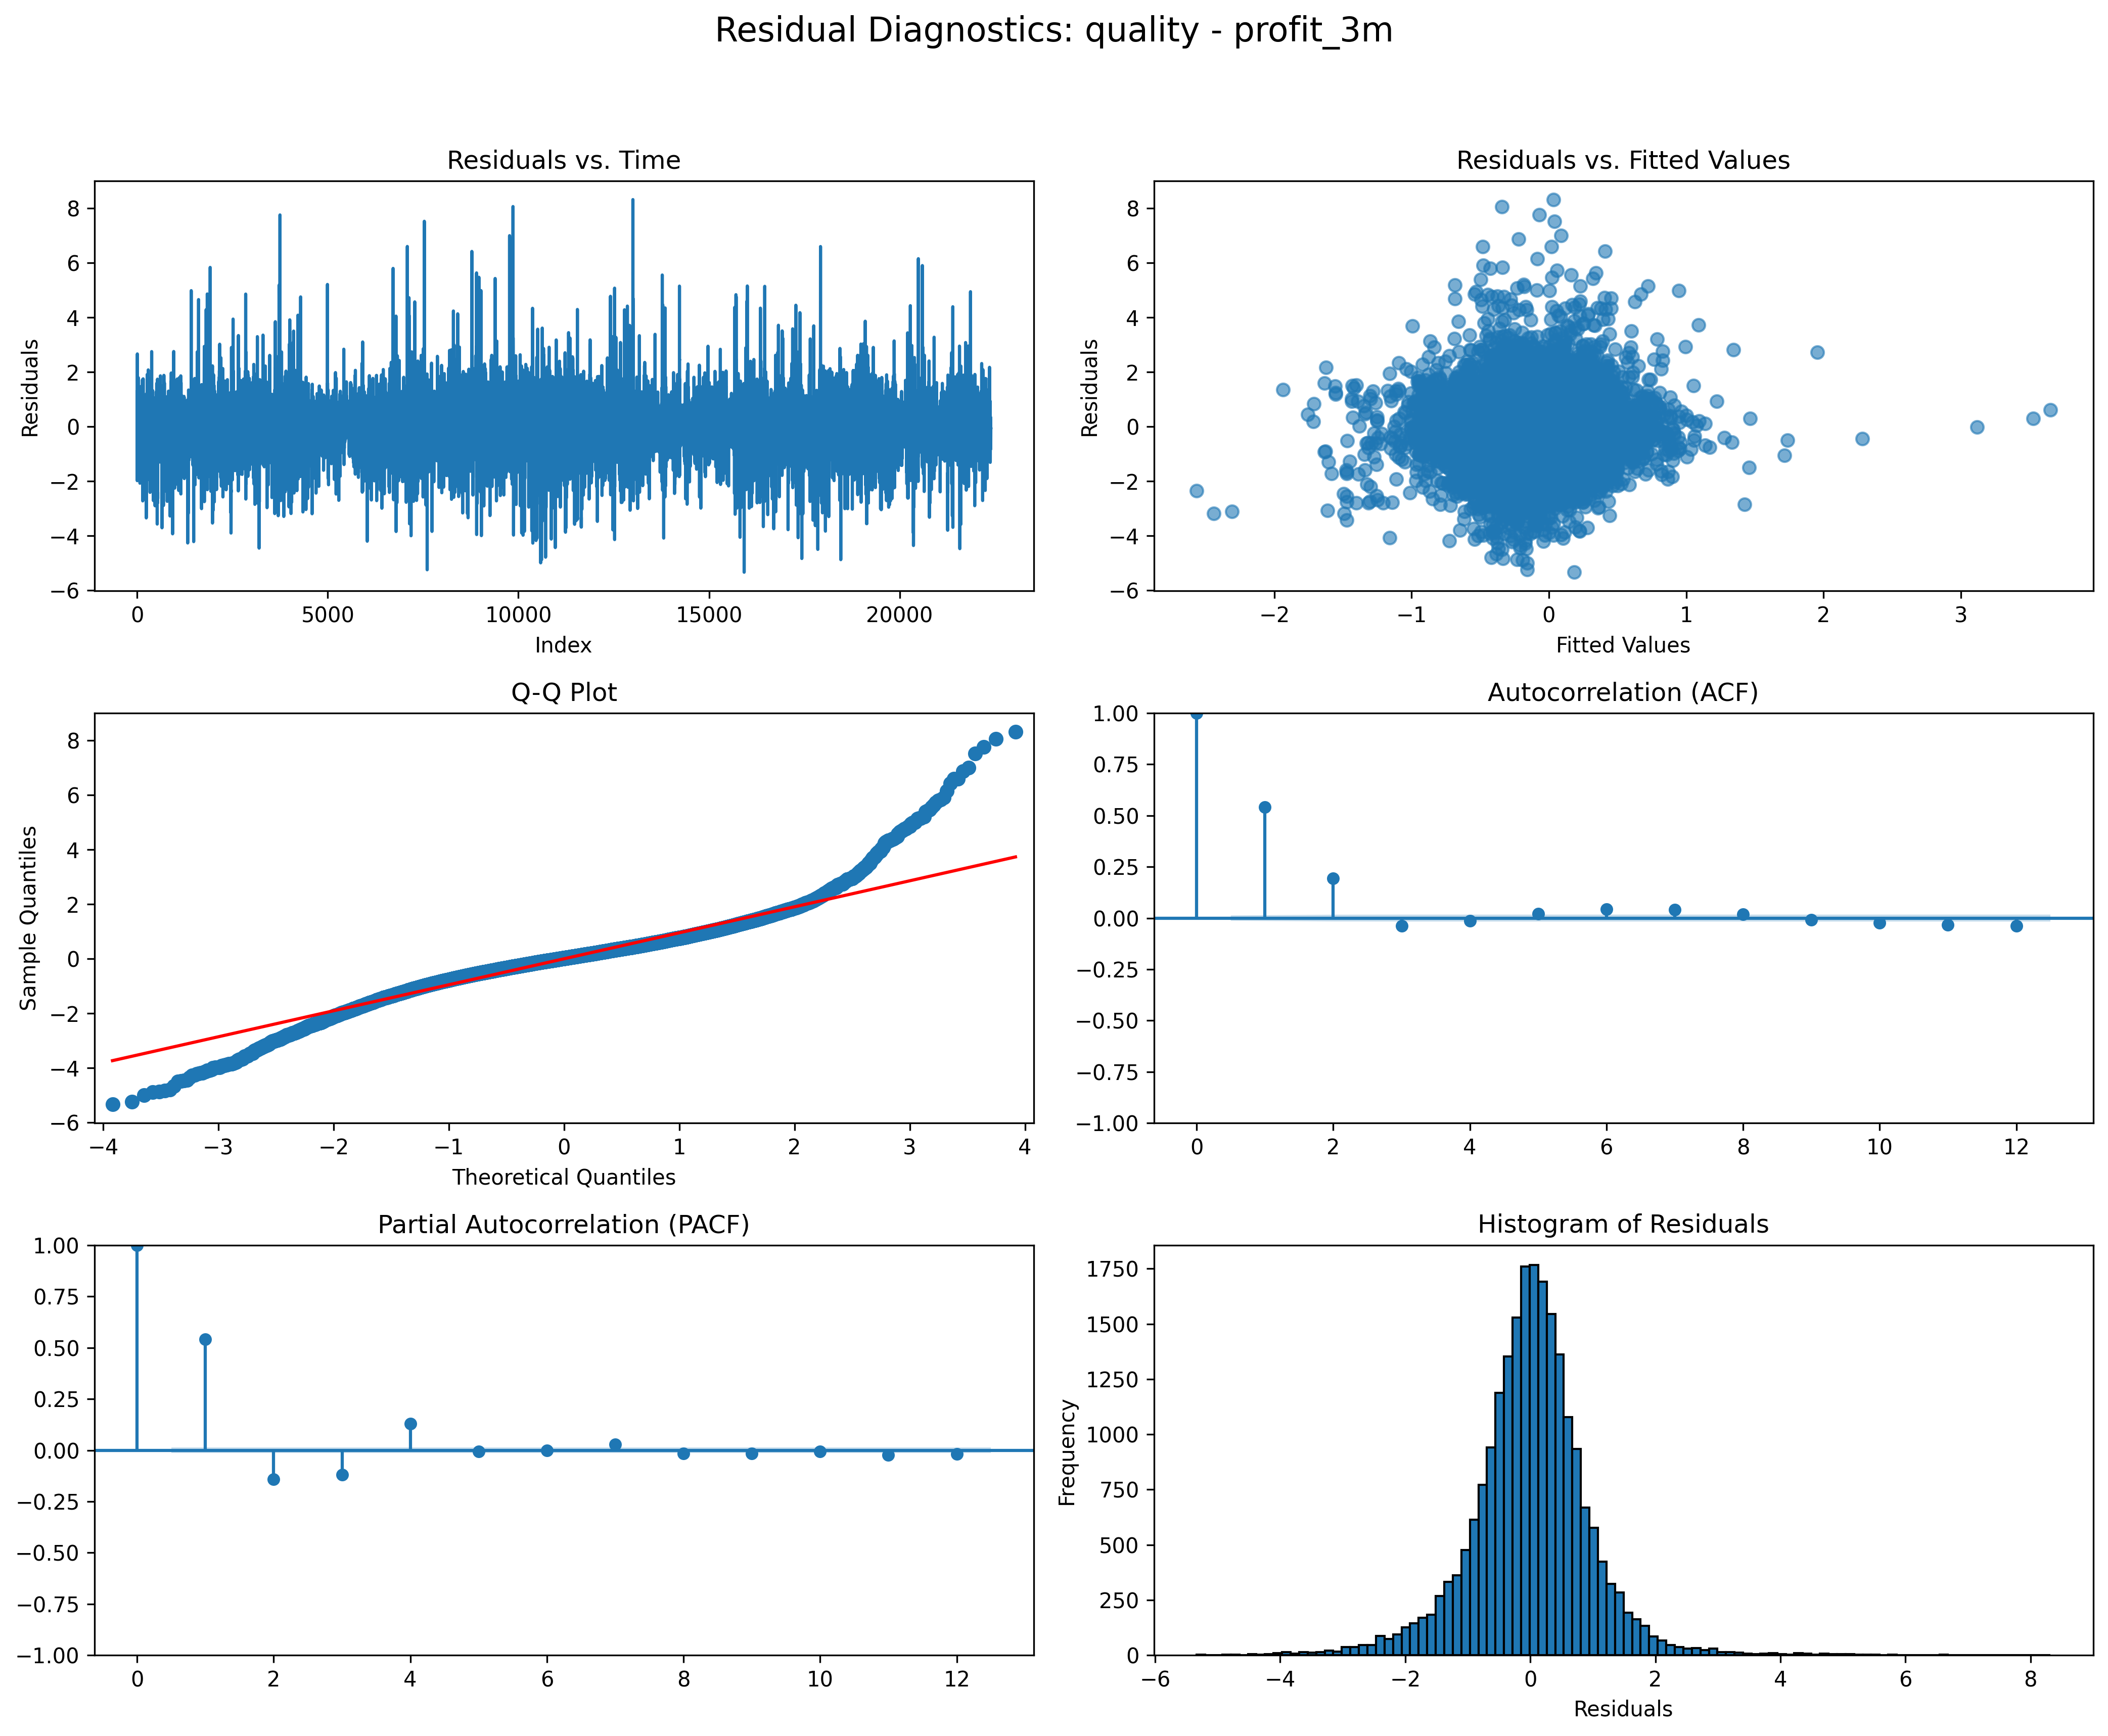 Residual Diagnostics: quality - profit_3m
Residuals vs. Time
Residuals
8
6
4
2
0
−2
−4
−6
0 5000 10000 15000 20000
Index
Residuals vs. Fitted Values
Residuals
8
6
4
2
0
−2
−4
−6
−2 −1 0 1 2 3
Fitted Values
Q-Q Plot
Sample Quantiles
8
6
4
2
0
−2
−4
−6
−4 −3 −2 −1 0 1 2 3 4
Theoretical Quantiles
Autocorrelation (ACF)
1.00
0.75
0.50
0.25
0.00
−0.25
−0.50
−0.75
−1.00
0 2 4 6 8 10 12
Partial Autocorrelation (PACF)
1.00
0.75
0.50
0.25
0.00
−0.25
−0.50
−0.75
−1.00
0 2 4 6 8 10 12
Histogram of Residuals
Frequency
1750
1500
1250
1000
750
500
250
0
−6 −4 −2 0 2 4 6 8
Residuals